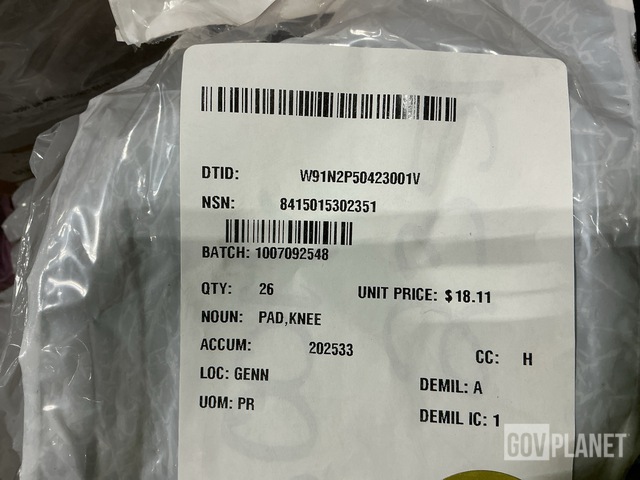 DTID: W91N2P50423001V
NSN: 8415015302351
BATCH: 1007092548
QTY: 26 UNIT PRICE: $18.11
NOUN: PAD,KNEE
ACCUM: 202533 CC: H
LOC: GENN DEMIL: A
UOM: PR DEMIL IC: 1
GOVPLANET